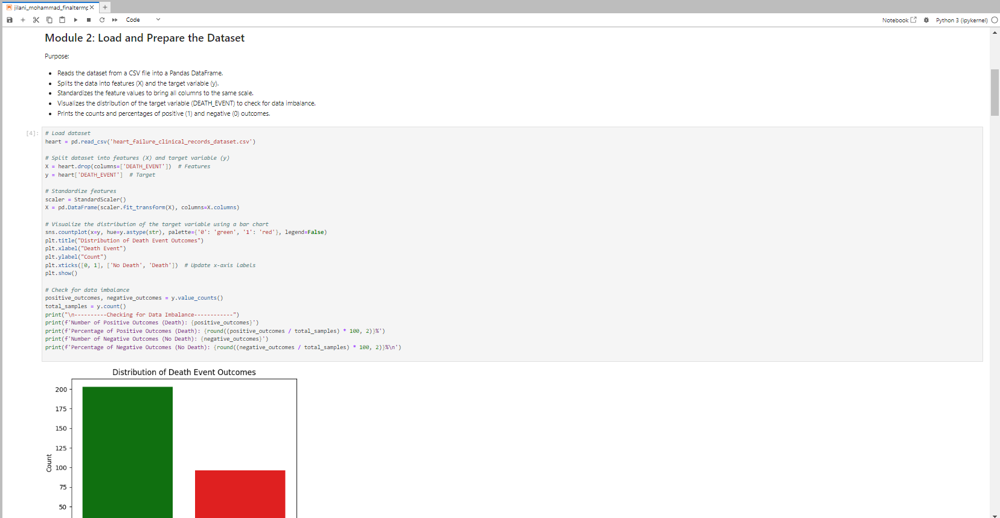 jilani_mohammad_finaltermp
Code
Notebook
Python 3 (ipykernel)
Module 2: Load and Prepare the Dataset
Purpose:
• Reads the dataset from a CSV file into a Pandas DataFrame.
• Splits the data into features (X) and the target variable (y).
• Standardizes the feature values to bring all columns to the same scale.
• Visualizes the distribution of the target variable (DEATH_EVENT) to check for data imbalance.
• Prints the counts and percentages of positive (1) and negative (0) outcomes.
[4]:
# Load dataset
heart = pd.read_csv('heart_failure_clinical_records_dataset.csv')
# Split dataset into features (X) and target variable (y)
X = heart.drop(columns=['DEATH_EVENT'])  # Features
y = heart['DEATH_EVENT']  # Target
# Standardize features
scaler = StandardScaler()
X = pd.DataFrame(scaler.fit_transform(X), columns=X.columns)
# Visualize the distribution of the target variable using a bar chart
sns.countplot(x=y, hue=y.astype(str), palette={'0': 'green', '1': 'red'}, legend=False)
plt.title("Distribution of Death Event Outcomes")
plt.xlabel("Death Event")
plt.ylabel("Count")
plt.xticks([0, 1], ['No Death', 'Death'])  # Update x-axis labels
plt.show()
# Check for data imbalance
positive_outcomes, negative_outcomes = y.value_counts()
total_samples = y.count()
print("\n----------Checking for Data Imbalance------------")
print(f'Number of Positive Outcomes (Death): {positive_outcomes}')
print(f'Percentage of Positive Outcomes (Death): {round((positive_outcomes / total_samples) * 100, 2)}%')
print(f'Number of Negative Outcomes (No Death): {negative_outcomes}')
print(f'Percentage of Negative Outcomes (No Death): {round((negative_outcomes / total_samples) * 100, 2)}%\n')
Distribution of Death Event Outcomes
200
175
150
125
100
75
50
Count